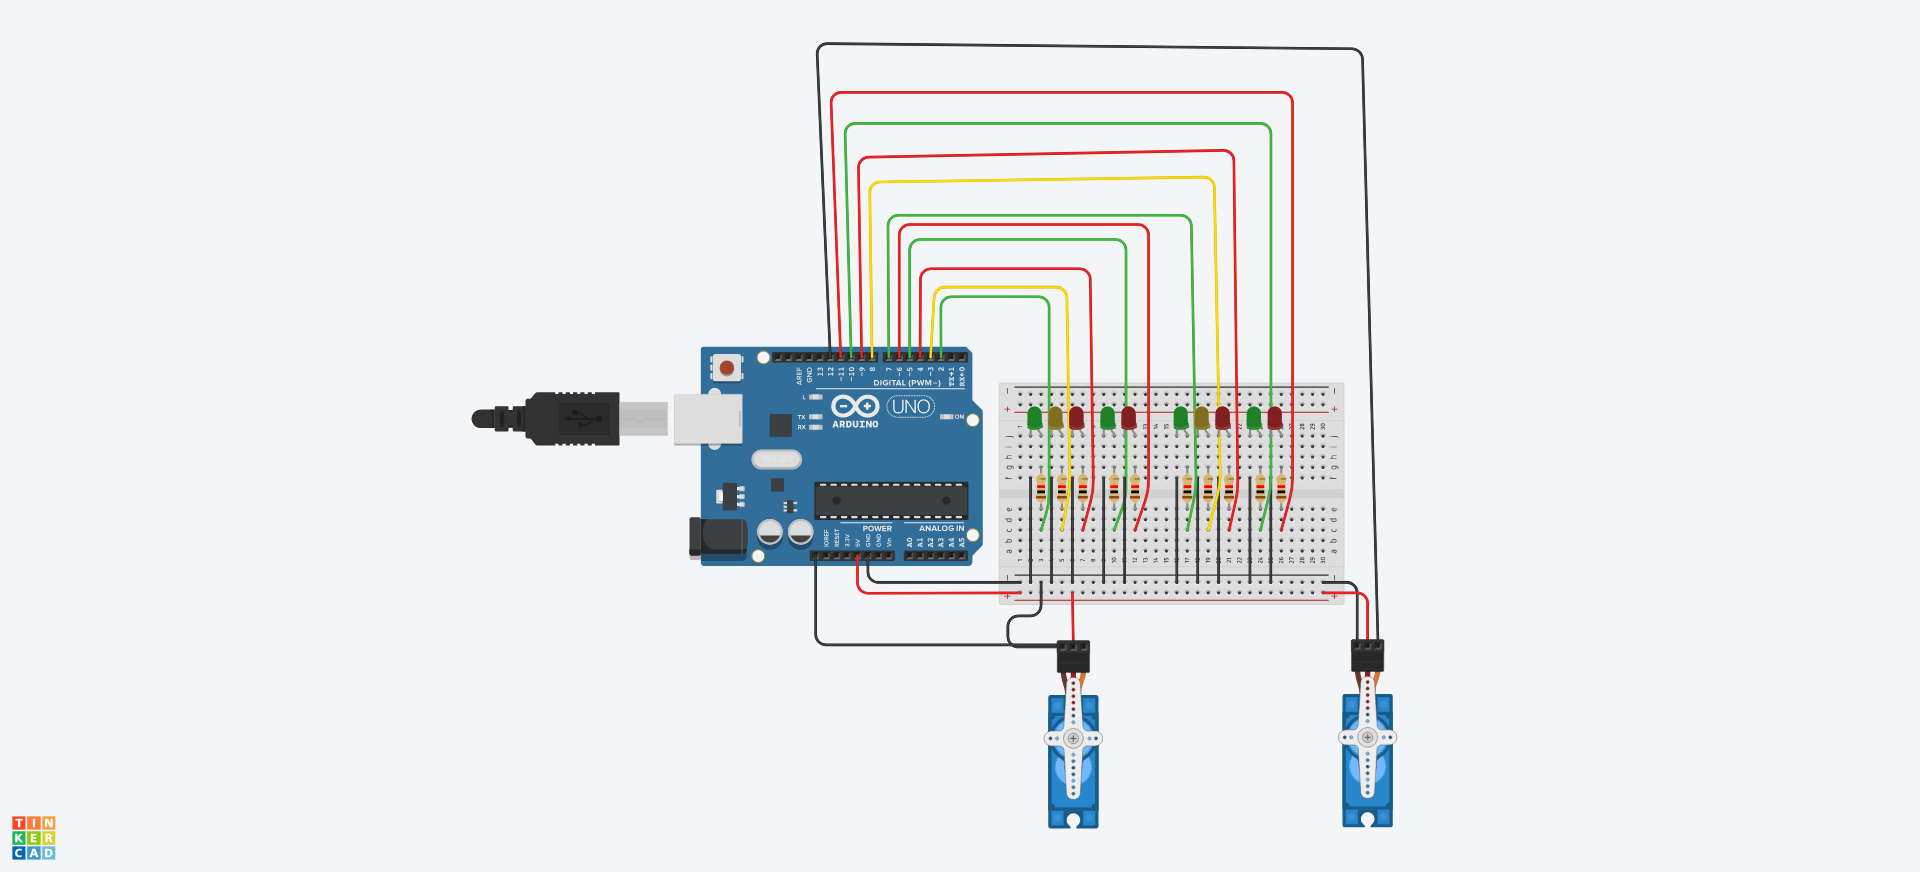 AREF
GND
13
12
~11
~10
~9
8
7
~6
~5
4
~3
2
TX→1
RX←0
DIGITAL (PWM~)
L
TX
RX
ARDUINO
UNO
ON
POWER
ANALOG IN
IOREF
RESET
3.3V
5V
GND
GND
Vin
A0
A1
A2
A3
A4
A5
TIN
KER
CAD